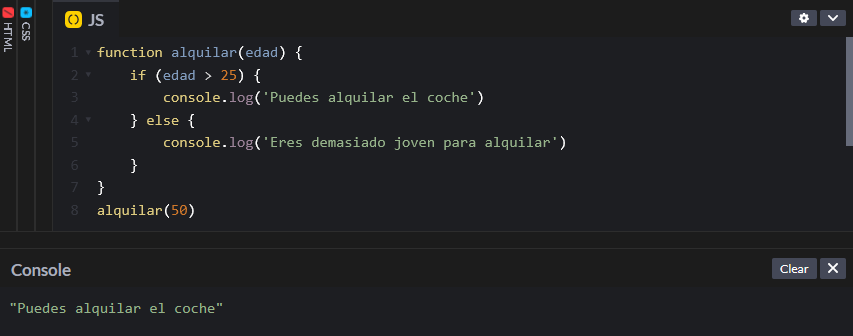 HTML
CSS
JS
1 function alquilar(edad) {
2 if (edad > 25) {
3 console.log('Puedes alquilar el coche')
4 } else {
5 console.log('Eres demasiado joven para alquilar')
6 }
7 }
8 alquilar(50)
Console
Clear
"Puedes alquilar el coche"